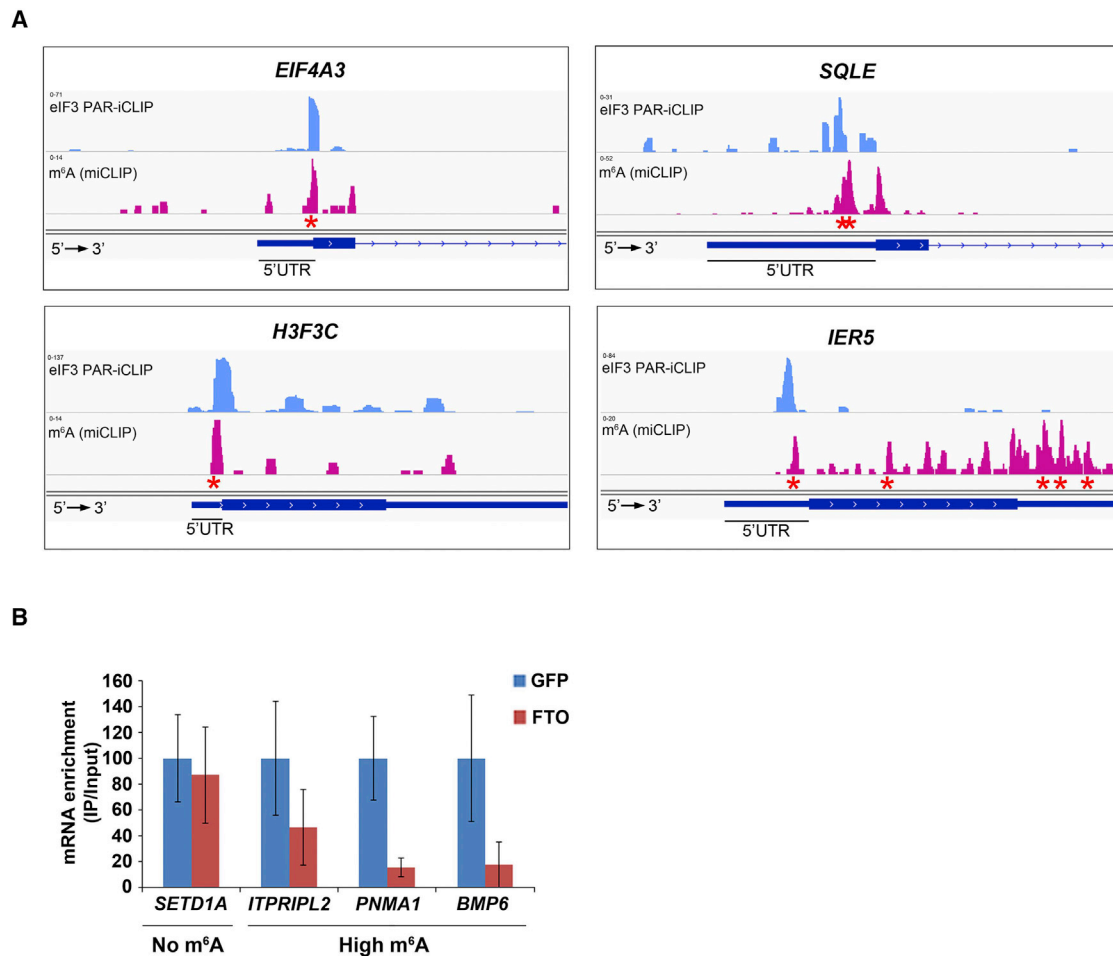 A
EIF4A3
0-71
eIF3 PAR-iCLIP
0-14
m⁶A (miCLIP)
*
5' → 3'
5'UTR
SQLE
0-31
eIF3 PAR-iCLIP
0-52
m⁶A (miCLIP)
**
5' → 3'
5'UTR
H3F3C
0-137
eIF3 PAR-iCLIP
0-14
m⁶A (miCLIP)
*
5' → 3'
5'UTR
IER5
0-84
eIF3 PAR-iCLIP
0-20
m⁶A (miCLIP)
* * * * *
5' → 3'
5'UTR
B
mRNA enrichment
(IP/Input)
160
140
120
100
80
60
40
20
0
GFP
FTO
SETD1A ITPRIPL2 PNMA1 BMP6
No m⁶A High m⁶A